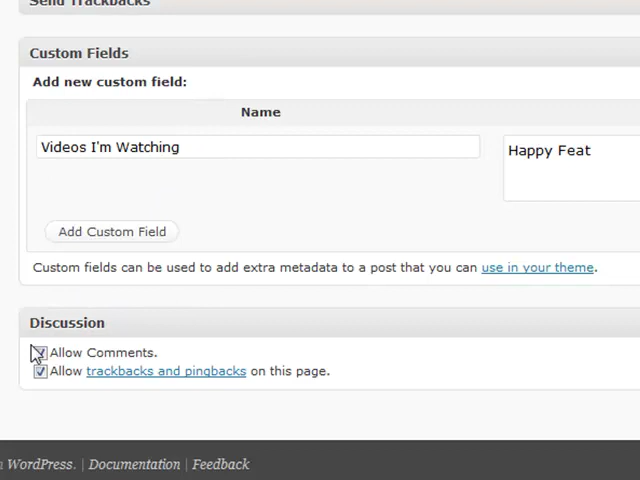 Send Trackbacks
Custom Fields
Add new custom field:
Name
Videos I'm Watching
Happy Feat
Add Custom Field
Custom fields can be used to add extra metadata to a post that you can use in your theme.
Discussion
Allow Comments.
Allow trackbacks and pingbacks on this page.
WordPress. | Documentation | Feedback